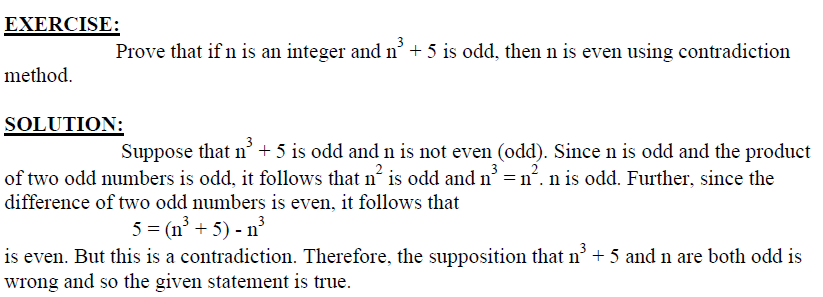 EXERCISE:
Prove that if n is an integer and n³ + 5 is odd, then n is even using contradiction
method.
SOLUTION:
Suppose that n³ + 5 is odd and n is not even (odd). Since n is odd and the product
of two odd numbers is odd, it follows that n² is odd and n³ = n². n is odd. Further, since the
difference of two odd numbers is even, it follows that
5 = (n³ + 5) - n³
is even. But this is a contradiction. Therefore, the supposition that n³ + 5 and n are both odd is
wrong and so the given statement is true.